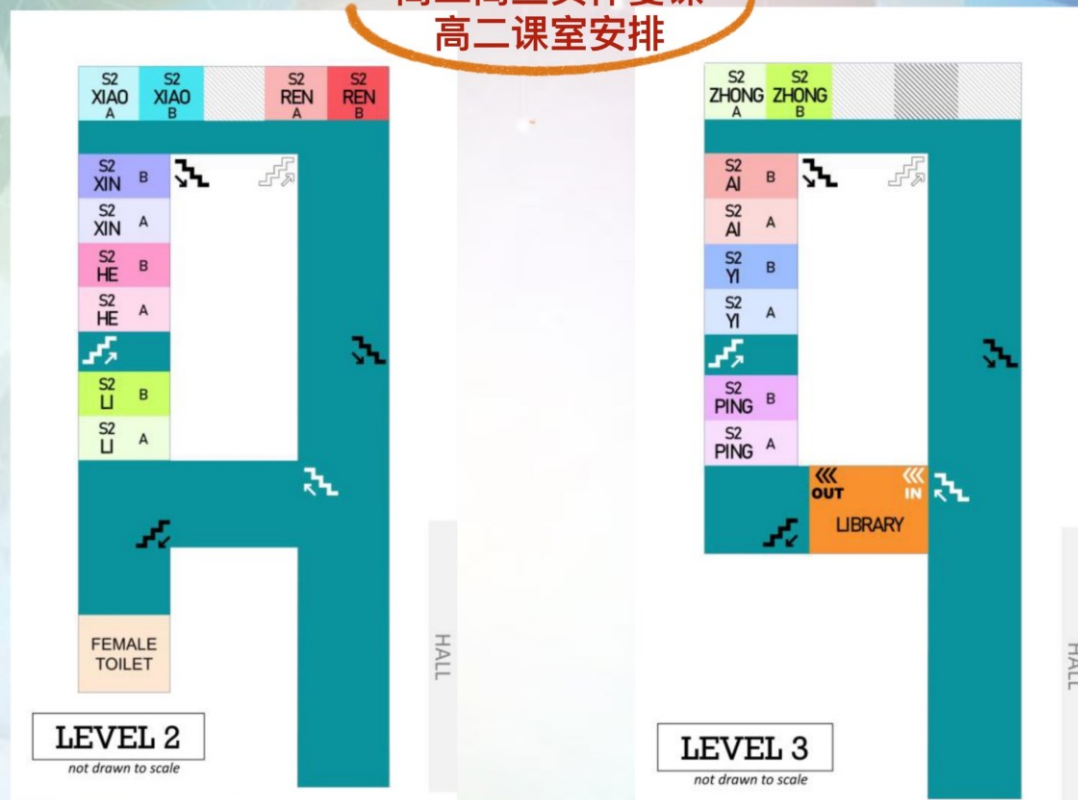 高二课室安排
S2
XIAO
A
S2
XIAO
B
S2
REN
A
S2
REN
B
S2
XIN B
S2
XIN A
S2
HE B
S2
HE A
S2
LI B
S2
LI A
FEMALE
TOILET
HALL
LEVEL 2
not drawn to scale
S2
ZHONG
A
S2
ZHONG
B
S2
AI B
S2
AI A
S2
YI B
S2
YI A
S2
PING B
S2
PING A
OUT IN
LIBRARY
HALL
LEVEL 3
not drawn to scale